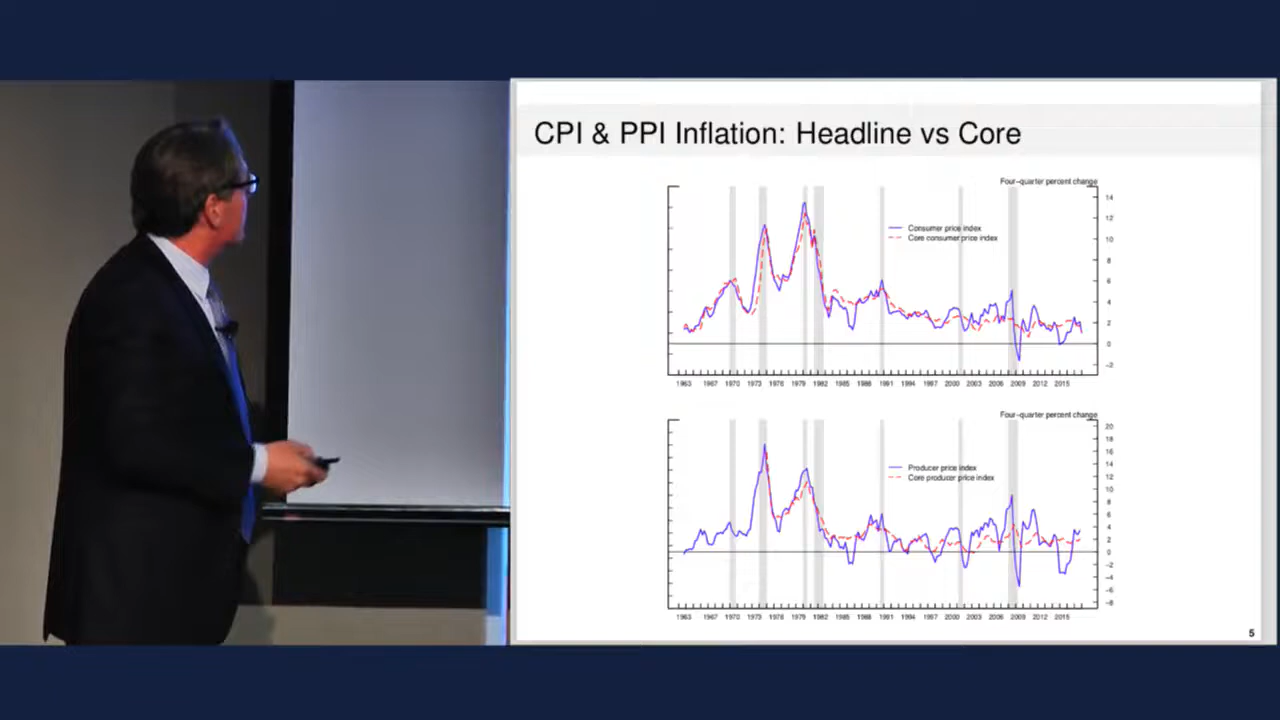 CPI & PPI Inflation: Headline vs Core
Four-quarter percent change
14
12
10
8
6
4
2
0
-2
Consumer price index
Core consumer price index
1963 1967 1970 1973 1976 1979 1982 1985 1988 1991 1994 1997 2000 2003 2006 2009 2012 2015
Four-quarter percent change
20
18
16
14
12
10
8
6
4
2
0
-2
-4
-6
-8
Producer price index
Core producer price index
1963 1967 1970 1973 1976 1979 1982 1985 1988 1991 1994 1997 2000 2003 2006 2009 2012 2015
5